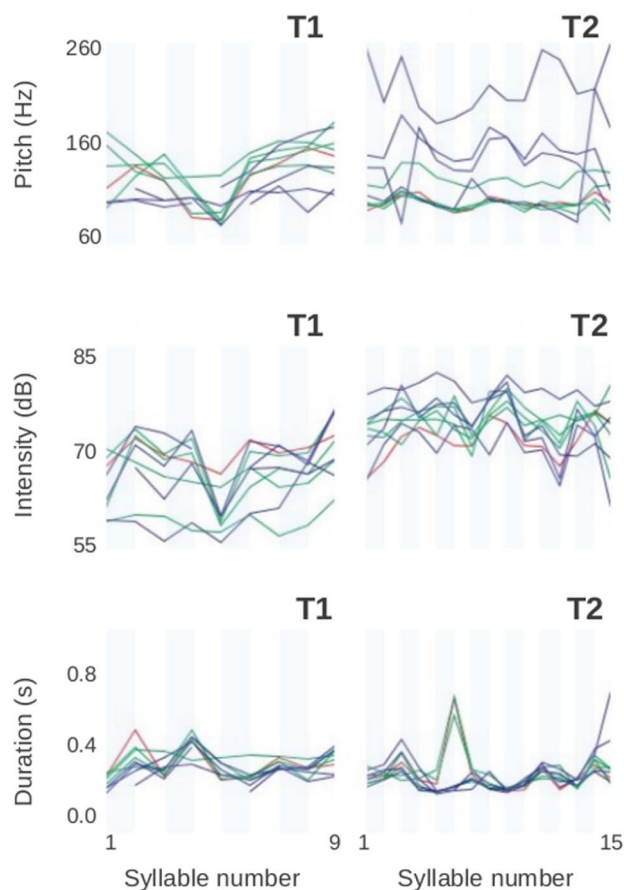 T1 T2
260
160
60
Pitch (Hz)
T1 T2
85
70
55
Intensity (dB)
T1 T2
0.8
0.4
0.0
Duration (s)
1 9 1 15
Syllable number Syllable number